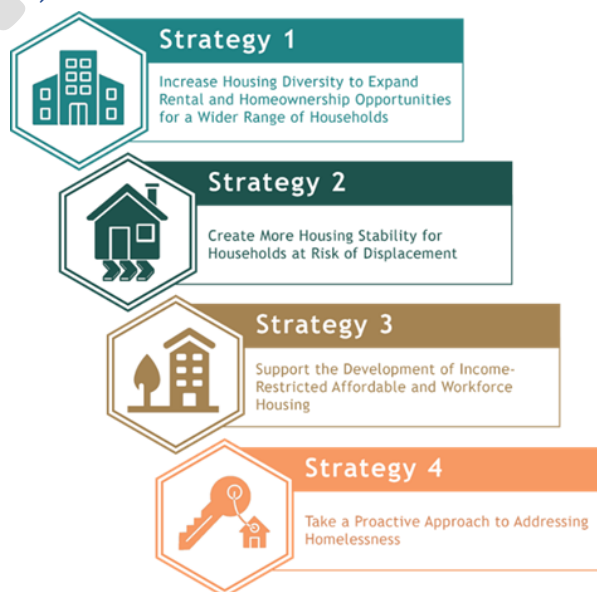 Strategy 1
Increase Housing Diversity to Expand
Rental and Homeownership Opportunities
for a Wider Range of Households
Strategy 2
Create More Housing Stability for
Households at Risk of Displacement
Strategy 3
Support the Development of Income-
Restricted Affordable and Workforce
Housing
Strategy 4
Take a Proactive Approach to Addressing
Homelessness